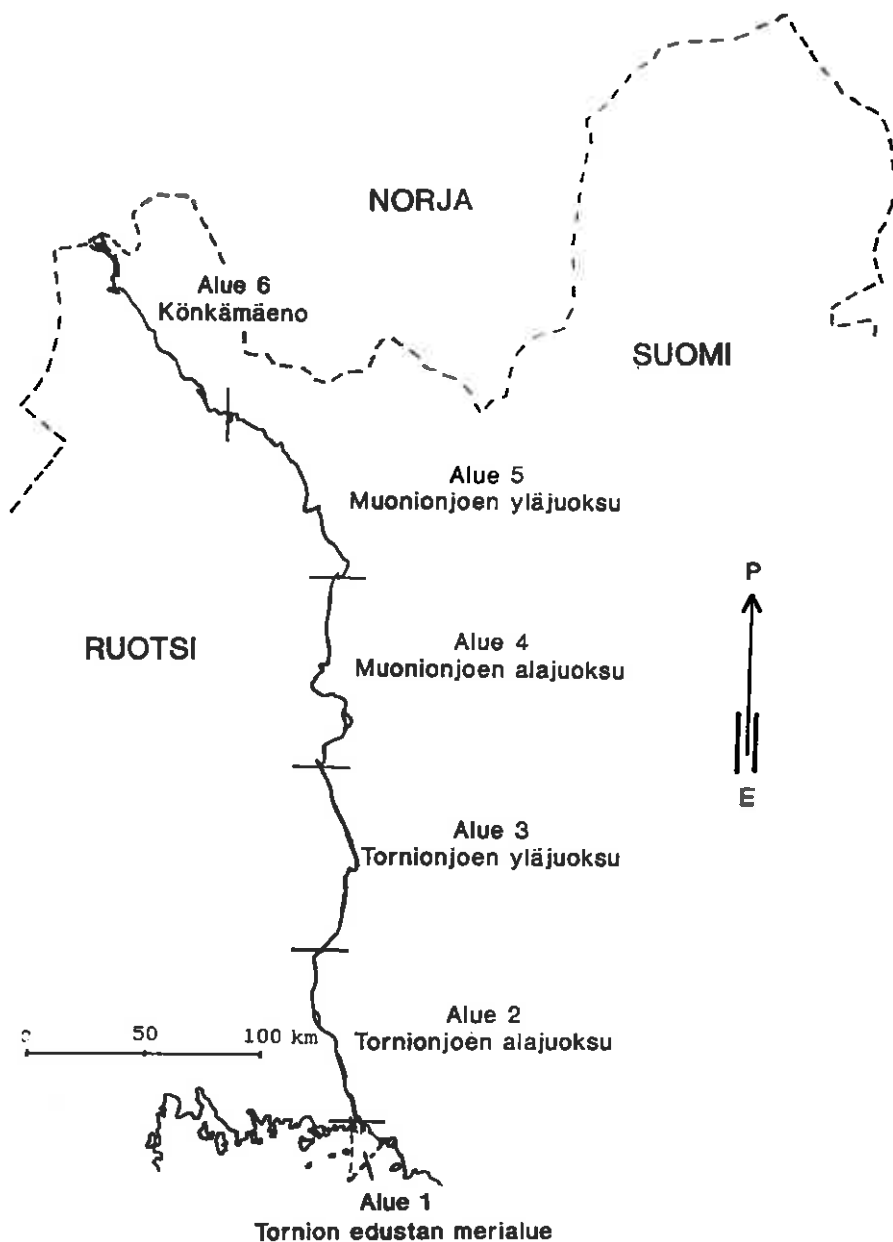 NORJA
Alue 6
Könkämäeno
SUOMI
Alue 5
Muonionjoen yläjuoksu
P
RUOTSI
Alue 4
Muonionjoen alajuoksu
E
Alue 3
Tornionjoen yläjuoksu
Alue 2
Tornionjoen alajuoksu
0 50 100 km
Alue 1
Tornion edustan merialue